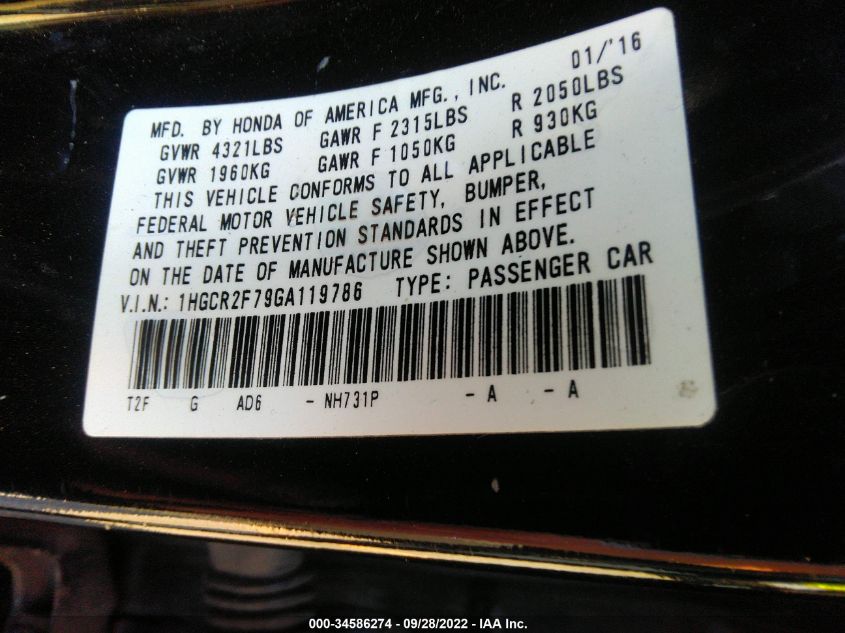 MFD. BY HONDA OF AMERICA MFG., INC. 01/'16
GVWR 4321LBS GAWR F 2315LBS R 2050LBS
GVWR 1960KG GAWR F 1050KG R 930KG
THIS VEHICLE CONFORMS TO ALL APPLICABLE
FEDERAL MOTOR VEHICLE SAFETY, BUMPER,
AND THEFT PREVENTION STANDARDS IN EFFECT
ON THE DATE OF MANUFACTURE SHOWN ABOVE.
V.I.N.: 1HGCR2F79GA119786 TYPE: PASSENGER CAR
T2F G AD6 - NH731P - A - A
000-34586274 - 09/28/2022 - IAA Inc.